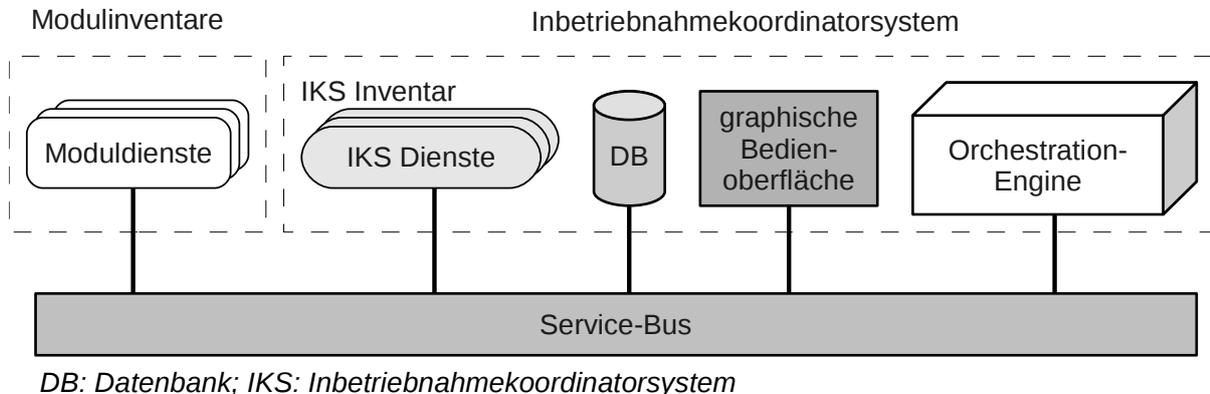 Modulinventare
Inbetriebnahmekoordinatorsystem
IKS Inventar
Moduldienste
IKS Dienste
DB
graphische
Bedien-
oberfläche
Orchestration-
Engine
Service-Bus
DB: Datenbank; IKS: Inbetriebnahmekoordinatorsystem